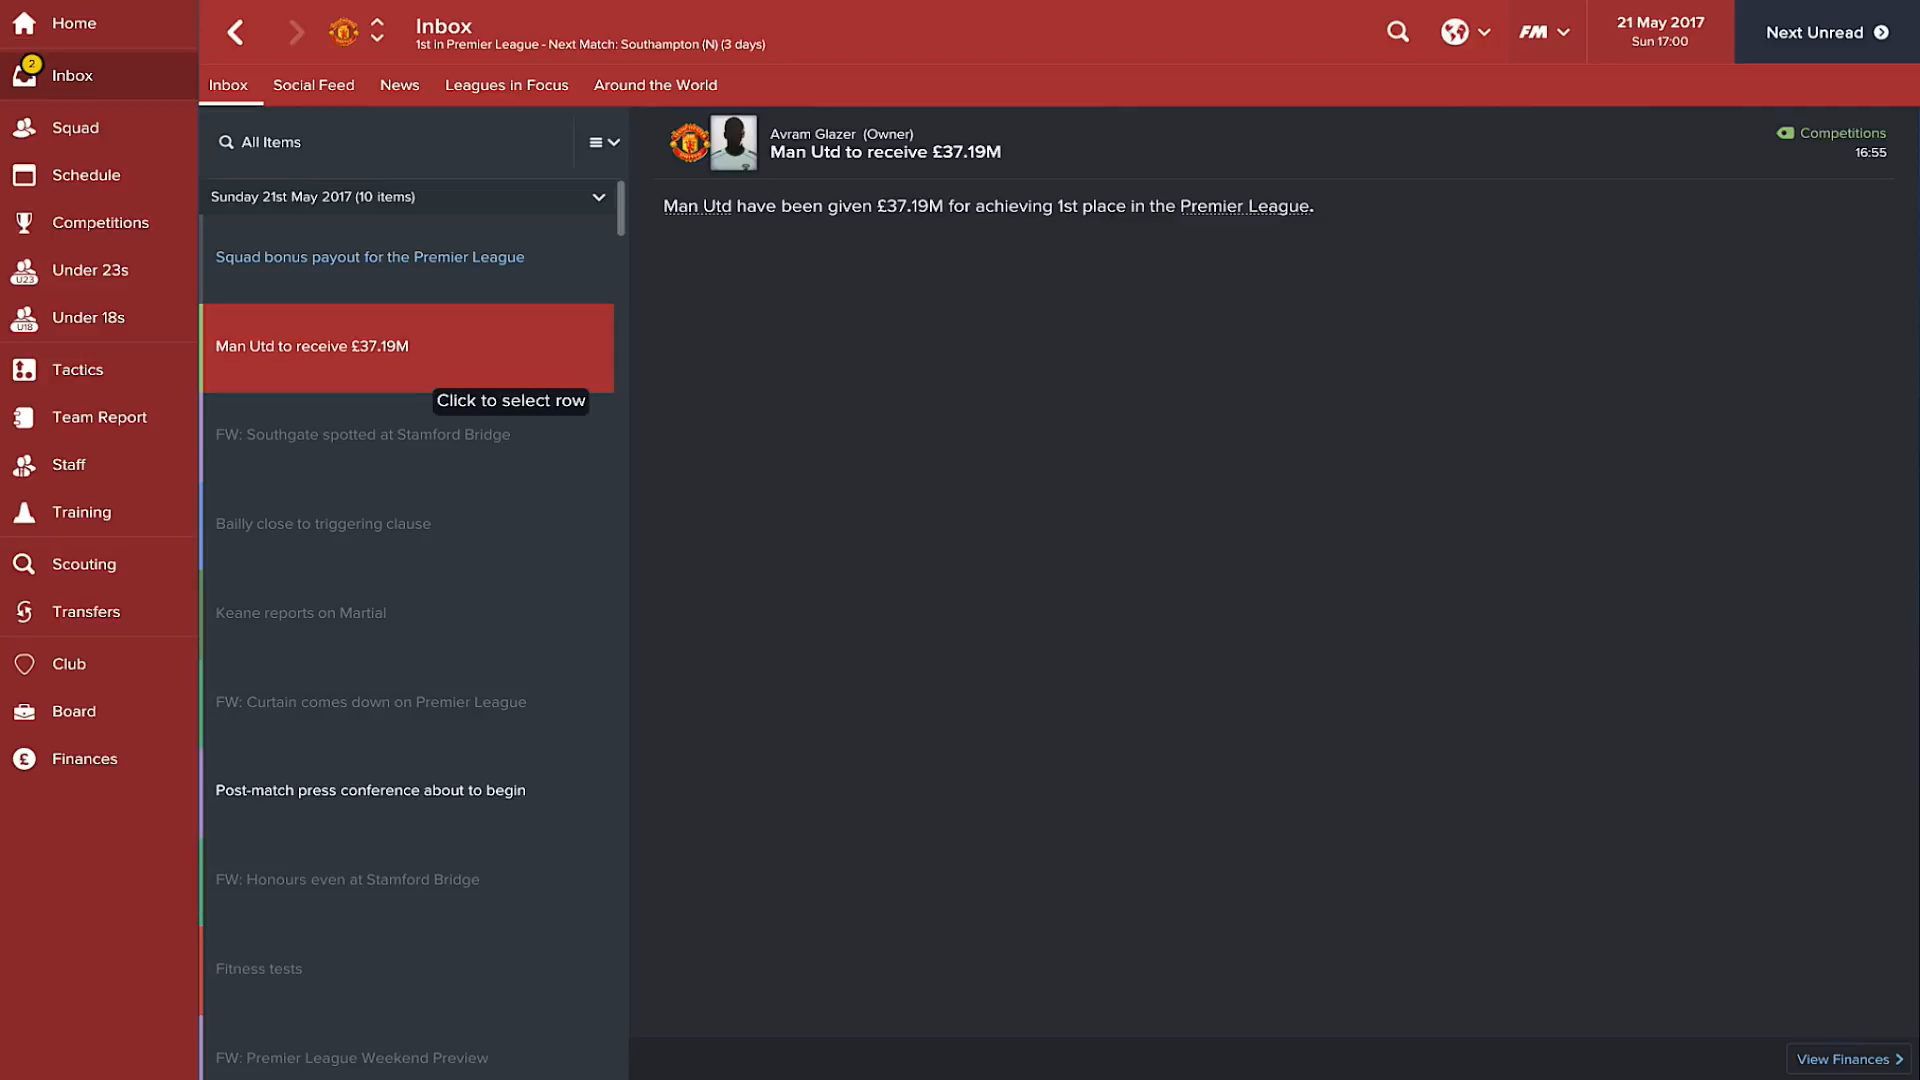 Home
2
Inbox
Squad
Schedule
Competitions
U23
Under 23s
U18
Under 18s
Tactics
Team Report
Staff
Training
Scouting
Transfers
Club
Board
£
Finances
Inbox
1st in Premier League - Next Match: Southampton (N) (3 days)
FM
21 May 2017
Sun 17:00
Next Unread
Inbox
Social Feed
News
Leagues in Focus
Around the World
All Items
Sunday 21st May 2017 (10 items)
Squad bonus payout for the Premier League
Man Utd to receive £37.19M
Click to select row
FW: Southgate spotted at Stamford Bridge
Bailly close to triggering clause
Keane reports on Martial
FW: Curtain comes down on Premier League
Post-match press conference about to begin
FW: Honours even at Stamford Bridge
Fitness tests
FW: Premier League Weekend Preview
Avram Glazer (Owner)
Man Utd to receive £37.19M
Competitions
16:55
Man Utd have been given £37.19M for achieving 1st place in the Premier League.
View Finances